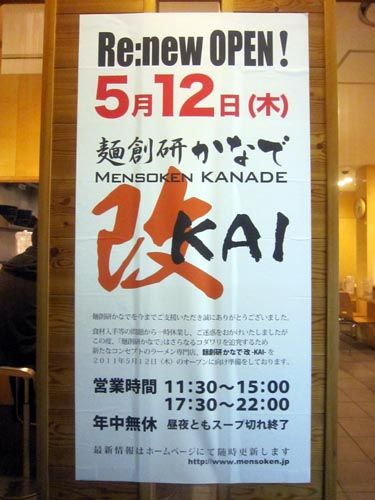 Re:new OPEN!
5月12日(木)
麺創研かなで
MENSOKEN KANADE
改 KAI
麺創研かなでを今までご支援いただき誠にありがとうございました。
食材入手等の問題から一時休業し、ご迷惑をおかけいたしましたが
この度、「麺創研かなで」はさらなるコダワリを追究するため
新たなコンセプトのラーメン専門店、麺創研かなで 改 -KAI- を
2011年5月12日(木)のオープンに向け準備をしております。
営業時間 11:30～15:00
17:30～22:00
年中無休 昼夜ともスープ切れ終了
最新情報はホームページにて随時更新します
http://www.mensoken.jp